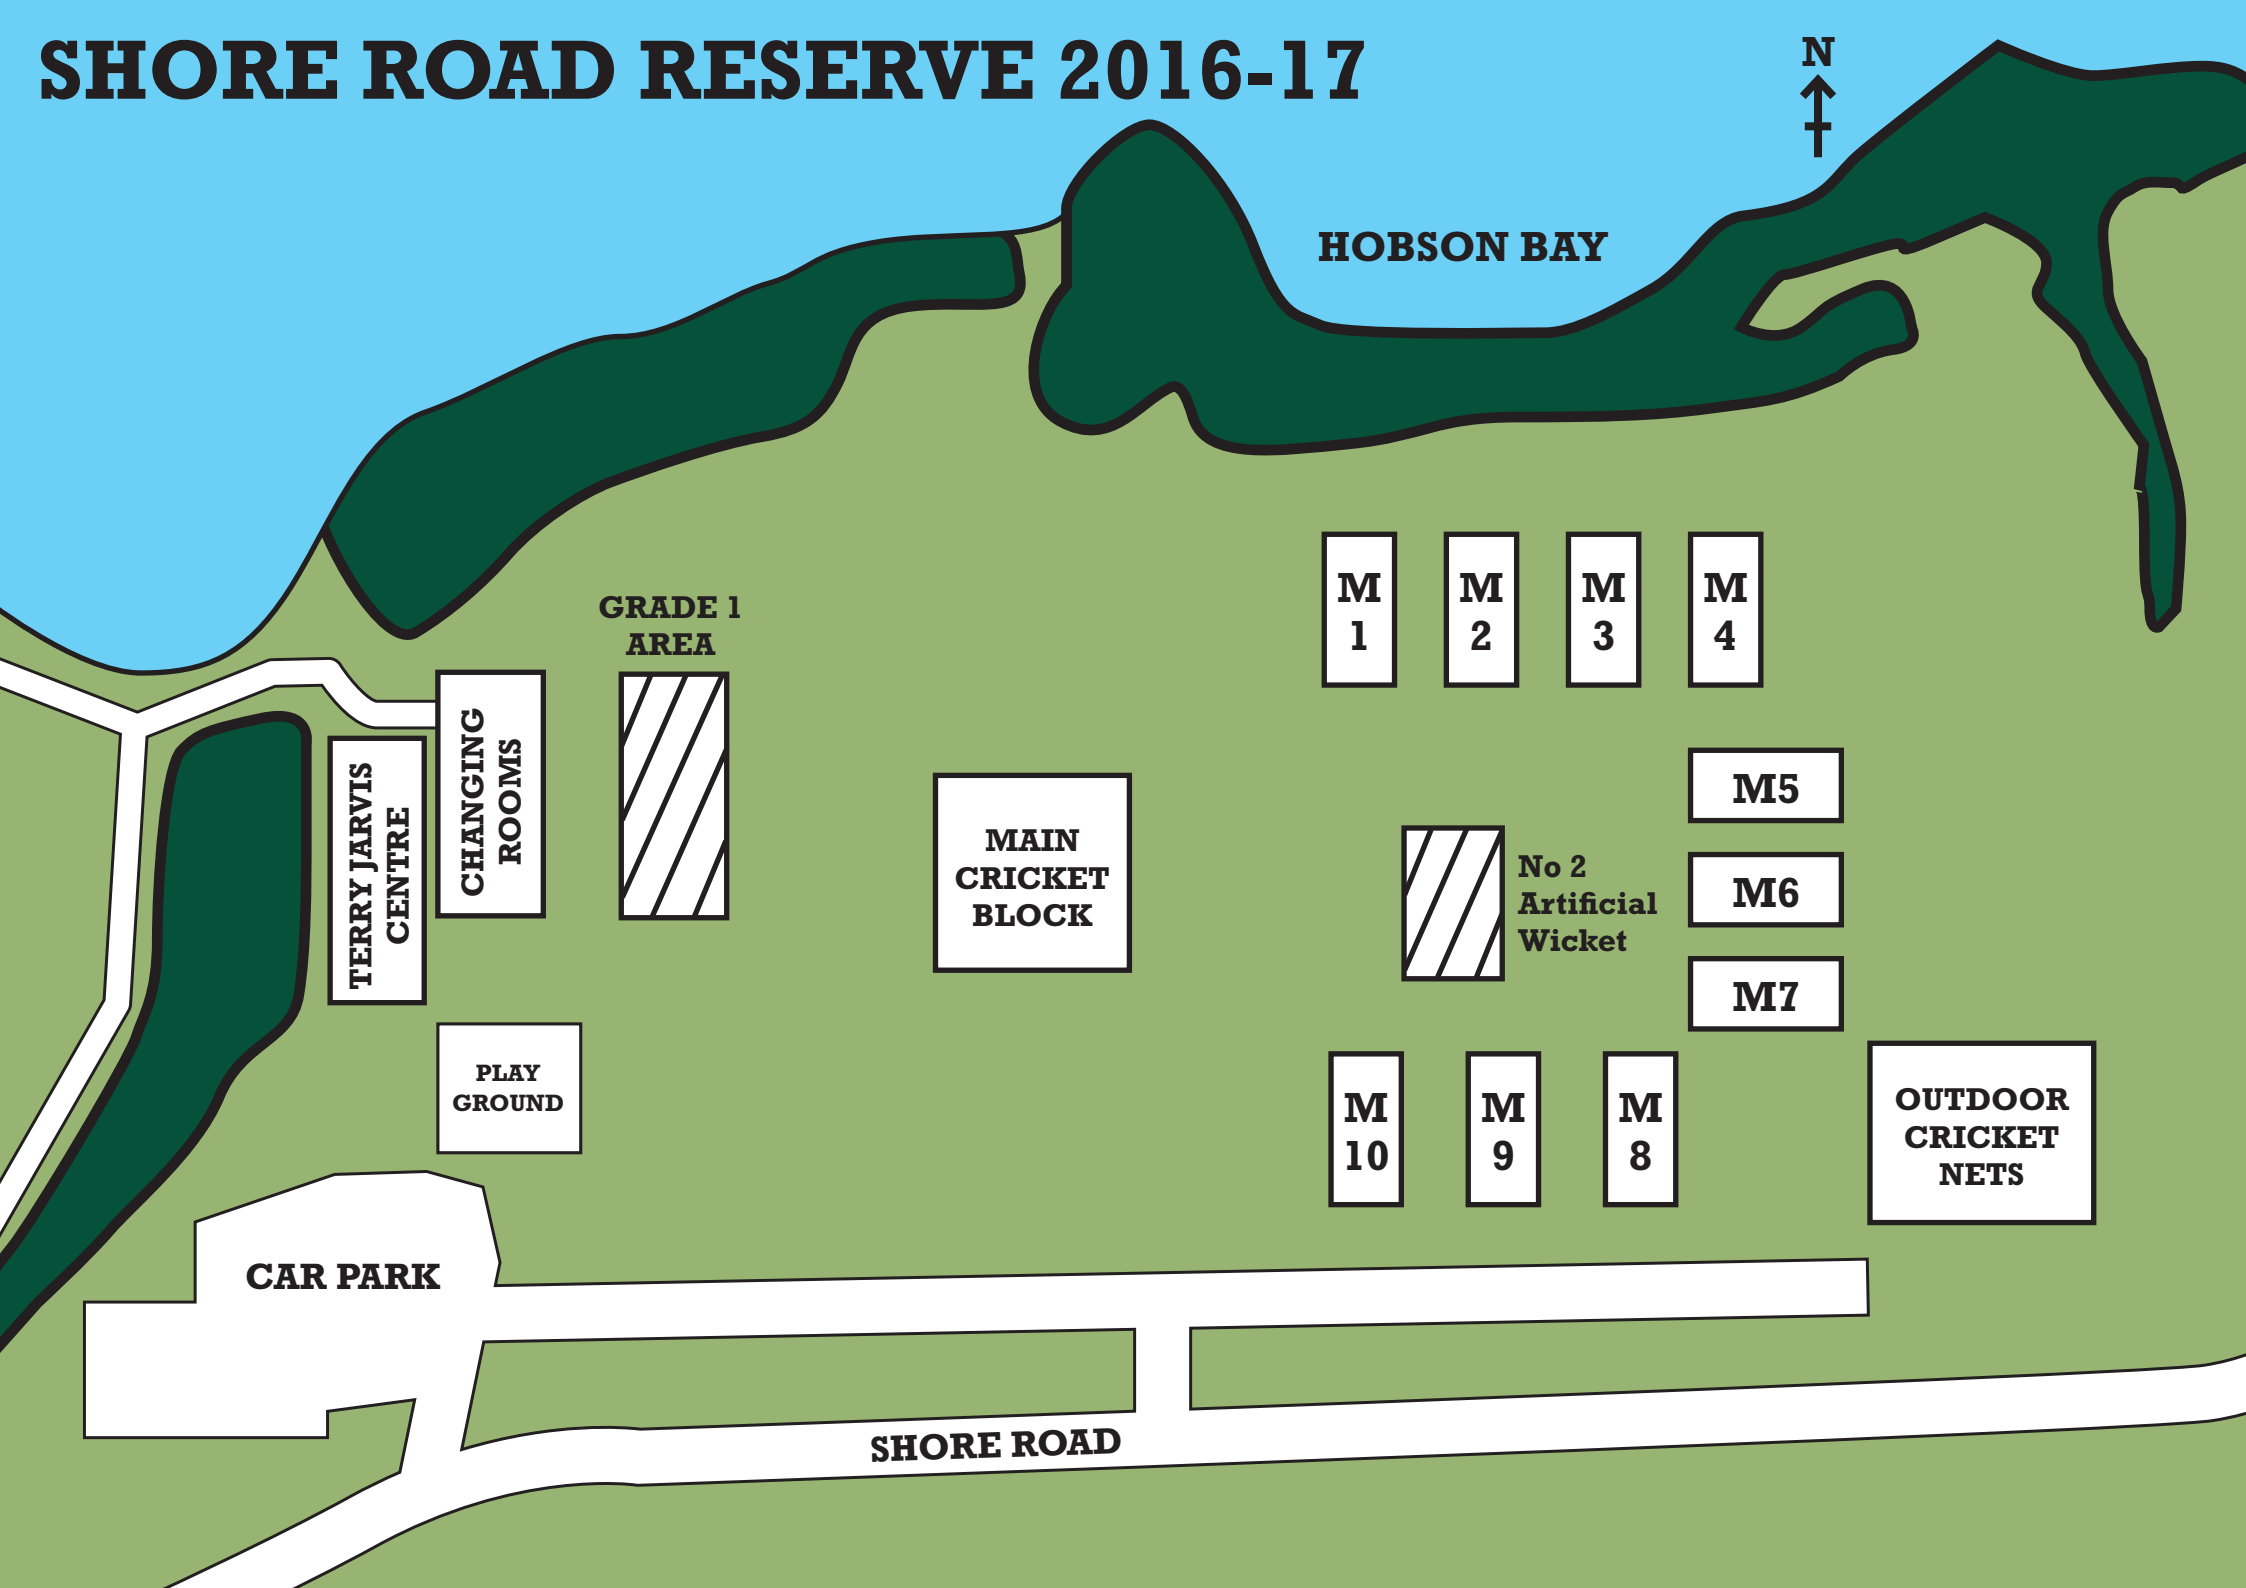 SHORE ROAD RESERVE 2016-17
N
HOBSON BAY
GRADE 1
AREA
M
1
M
2
M
3
M
4
CHANGING
ROOMS
TERRY JARVIS
CENTRE
MAIN
CRICKET
BLOCK
No 2
Artificial
Wicket
M5
M6
M7
PLAY
GROUND
M
10
M
9
M
8
OUTDOOR
CRICKET
NETS
CAR PARK
SHORE ROAD